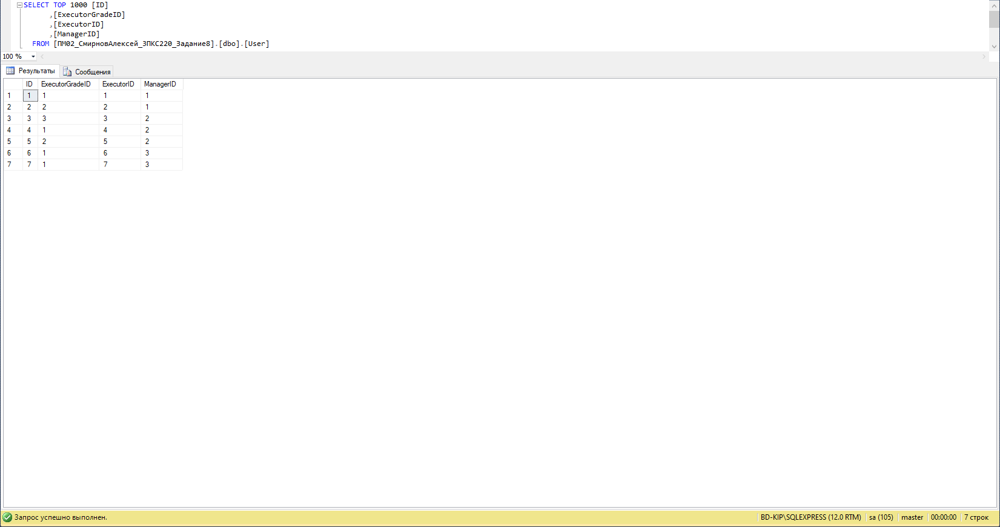 SELECT TOP 1000 [ID]
,[ExecutorGradeID]
,[ExecutorID]
,[ManagerID]
FROM [ПМ02_СмирновАлексей_3ПКС220_Задание8].[dbo].[User]
100 %
Результаты Сообщения
ID ExecutorGradeID ExecutorID ManagerID
1 1 1 1 1
2 2 2 2 1
3 3 3 3 2
4 4 1 4 2
5 5 2 5 2
6 6 1 6 3
7 7 1 7 3
Запрос успешно выполнен. BD-KIP\SQLEXPRESS (12.0 RTM) sa (105) master 00:00:00 7 строк